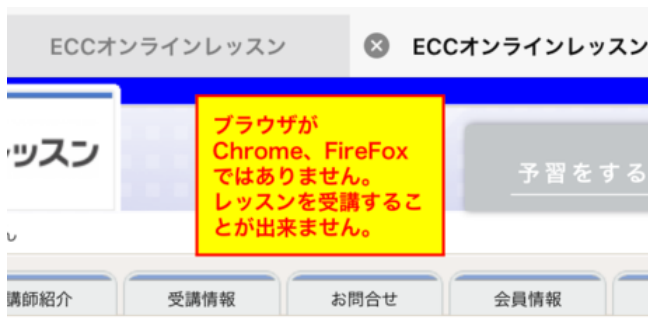 ECCオンラインレッスン
ECCオンラインレッスン
ッスン
ブラウザが
Chrome、FireFox
ではありません。
レッスンを受講するこ
とが出来ません。
予習をする
ん
講師紹介
受講情報
お問合せ
会員情報